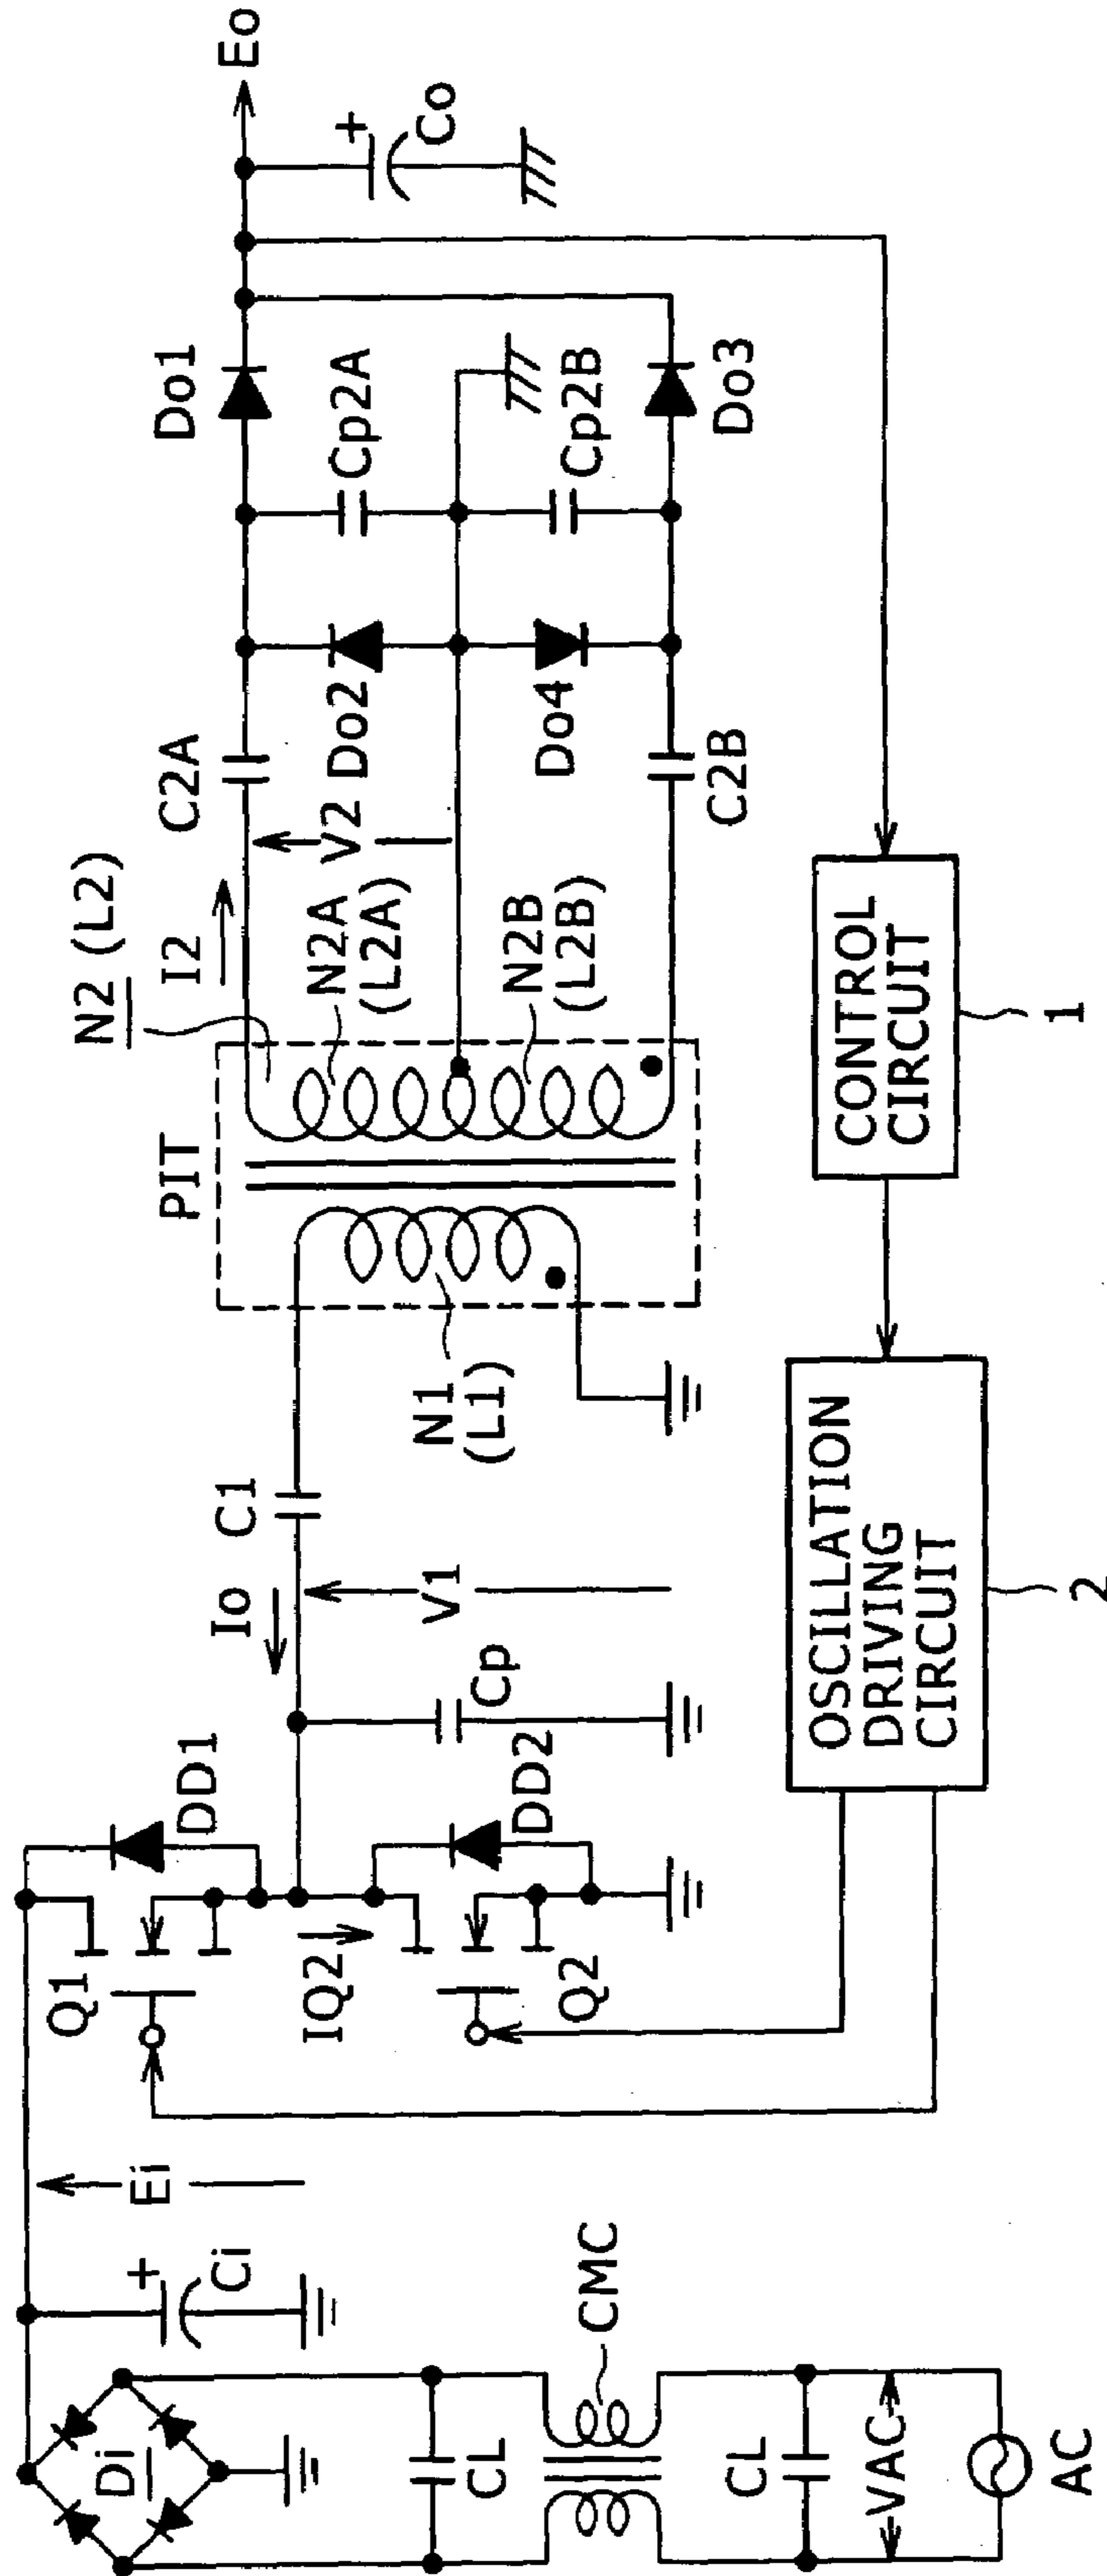 AC
VAC
CL
CMC
CL
Di
Ci
+
Ei
Q1
DD1
IQ2
Q2
DD2
Io
Cp
V1
C1
N1
(L1)
PIT
N2 (L2)
I2
N2A
(L2A)
N2B
(L2B)
V2
C2A
C2B
Do2
Do4
Cp2A
Cp2B
Do1
Do3
+
Co
Eo
OSCILLATION
DRIVING
CIRCUIT
2
CONTROL
CIRCUIT
1